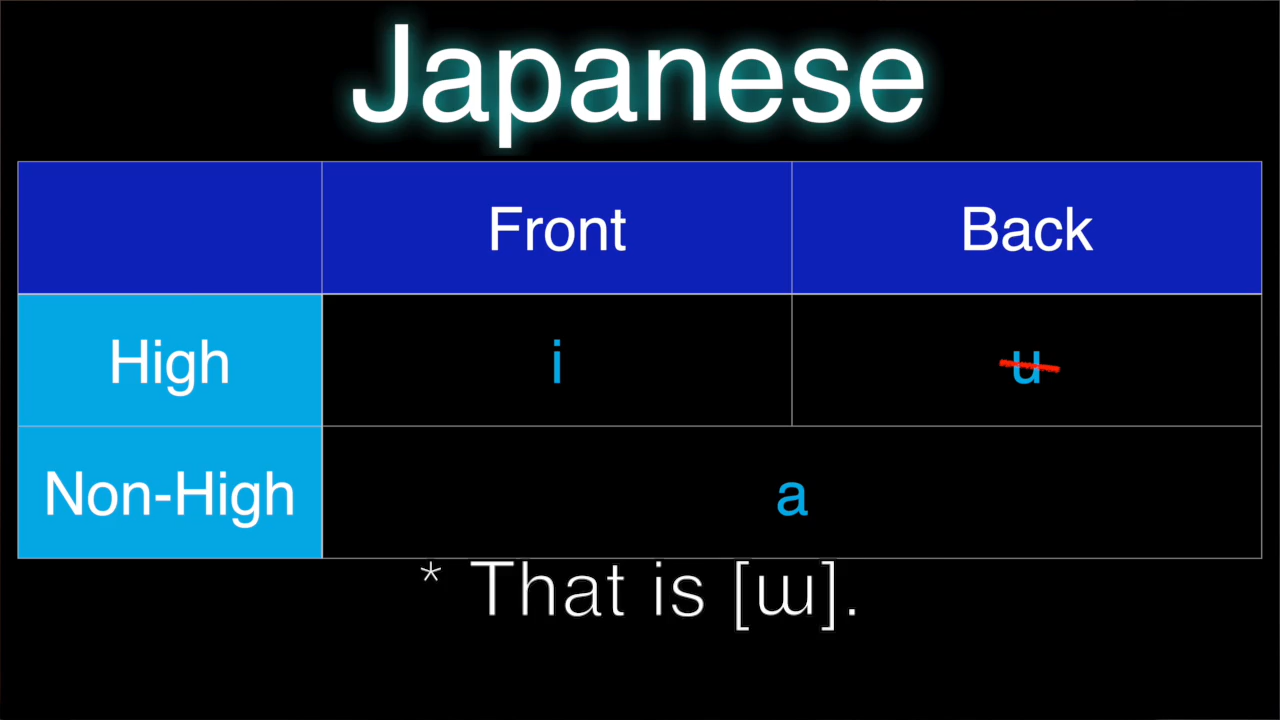 Japanese
Front Back
High i u
Non-High a
* That is [ɯ].